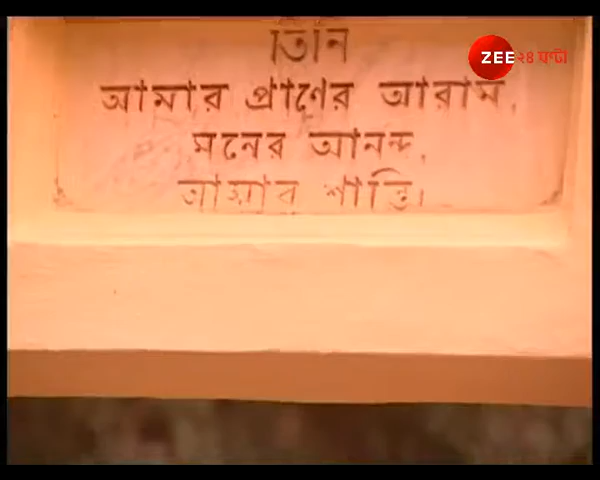 তিনি
আমার প্রাণের আরাম,
মনের আনন্দ,
আত্মার শান্তি।
ZEE ২৪ ঘণ্টা